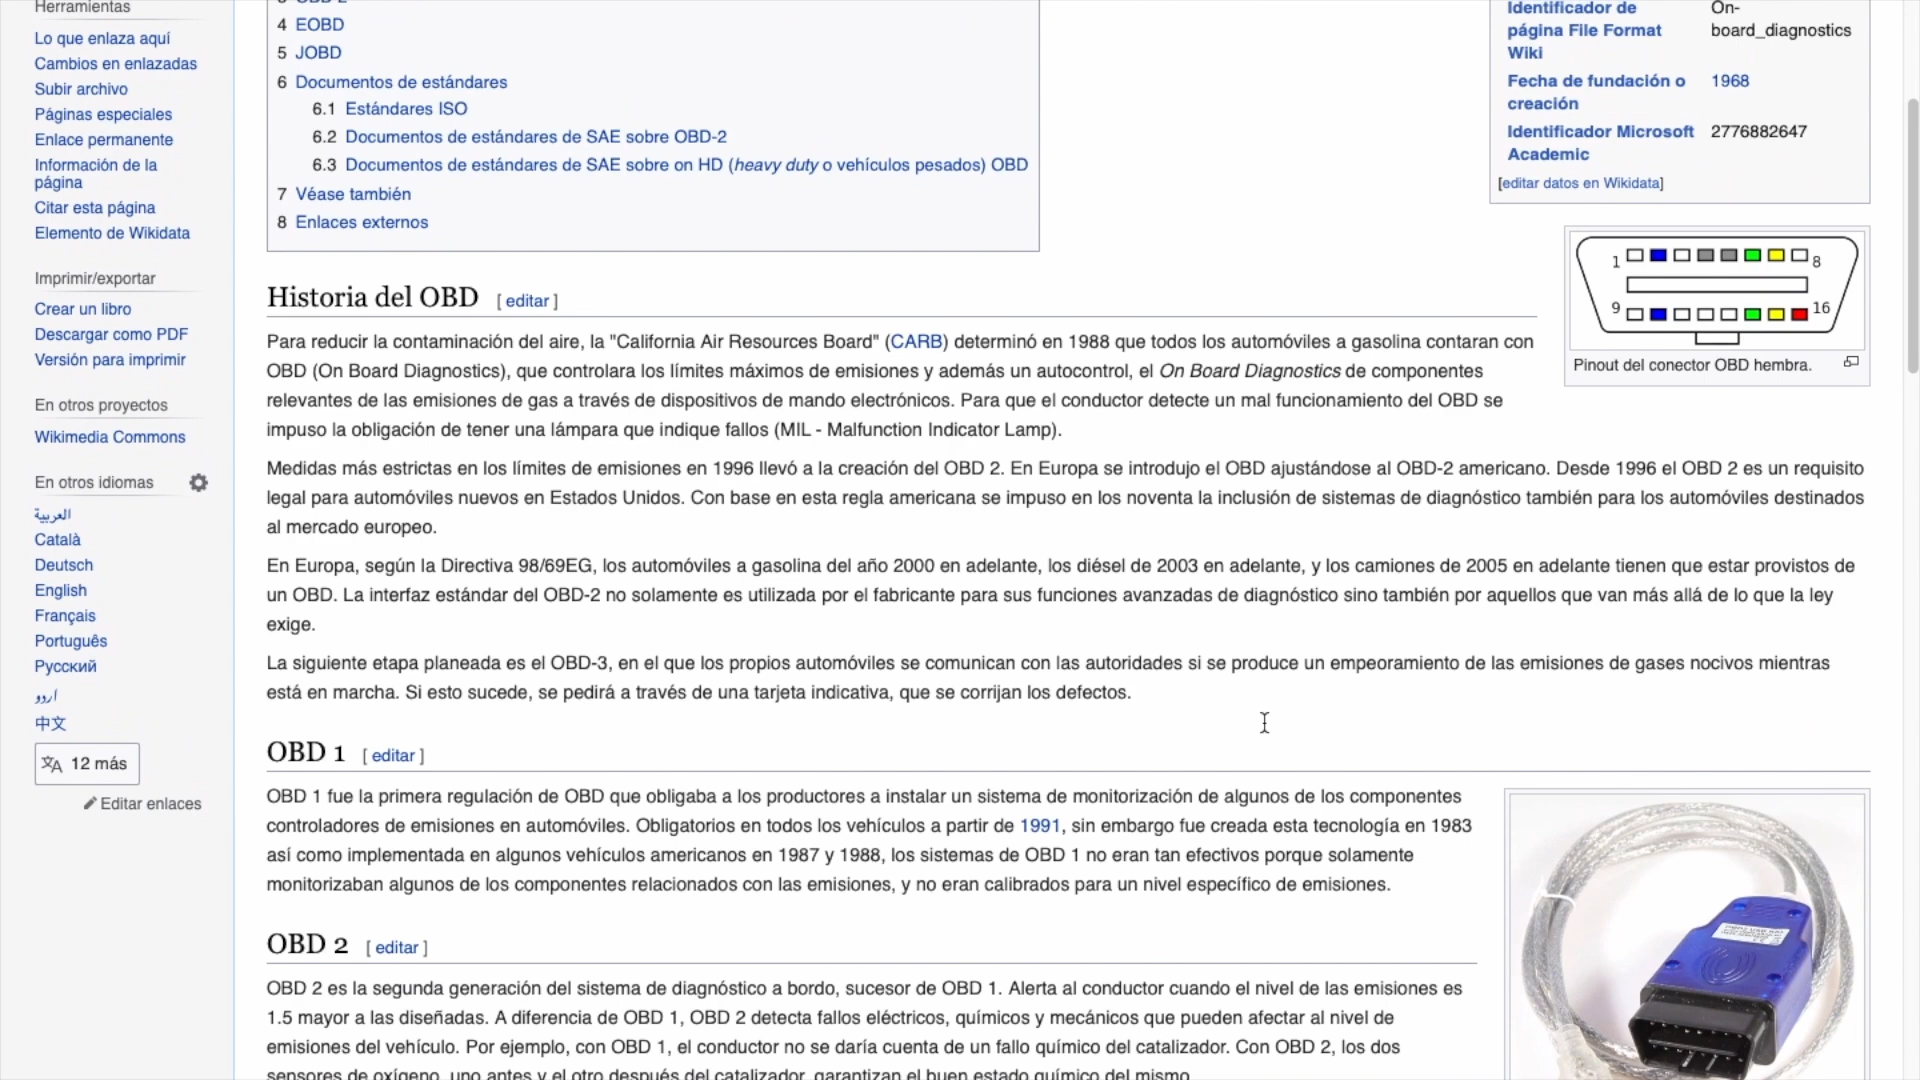 Herramientas
Lo que enlaza aquí
Cambios en enlazadas
Subir archivo
Páginas especiales
Enlace permanente
Información de la
página
Citar esta página
Elemento de Wikidata
Imprimir/exportar
Crear un libro
Descargar como PDF
Versión para imprimir
En otros proyectos
Wikimedia Commons
En otros idiomas
العربية
Català
Deutsch
English
Français
Português
Русский
اردو
中文
12 más
Editar enlaces
3 OBD-2
4 EOBD
5 JOBD
6 Documentos de estándares
6.1 Estándares ISO
6.2 Documentos de estándares de SAE sobre OBD-2
6.3 Documentos de estándares de SAE sobre on HD (heavy duty o vehículos pesados) OBD
7 Véase también
8 Enlaces externos
Identificador de
página File Format
Wiki
On-
board_diagnostics
Fecha de fundación o
creación
1968
Identificador Microsoft
Academic
2776882647
[editar datos en Wikidata]
1 8
9 16
Pinout del conector OBD hembra.
Historia del OBD [ editar ]
Para reducir la contaminación del aire, la "California Air Resources Board" (CARB) determinó en 1988 que todos los automóviles a gasolina contaran con
OBD (On Board Diagnostics), que controlara los límites máximos de emisiones y además un autocontrol, el On Board Diagnostics de componentes
relevantes de las emisiones de gas a través de dispositivos de mando electrónicos. Para que el conductor detecte un mal funcionamiento del OBD se
impuso la obligación de tener una lámpara que indique fallos (MIL - Malfunction Indicator Lamp).
Medidas más estrictas en los límites de emisiones en 1996 llevó a la creación del OBD 2. En Europa se introdujo el OBD ajustándose al OBD-2 americano. Desde 1996 el OBD 2 es un requisito
legal para automóviles nuevos en Estados Unidos. Con base en esta regla americana se impuso en los noventa la inclusión de sistemas de diagnóstico también para los automóviles destinados
al mercado europeo.
En Europa, según la Directiva 98/69EG, los automóviles a gasolina del año 2000 en adelante, los diésel de 2003 en adelante, y los camiones de 2005 en adelante tienen que estar provistos de
un OBD. La interfaz estándar del OBD-2 no solamente es utilizada por el fabricante para sus funciones avanzadas de diagnóstico sino también por aquellos que van más allá de lo que la ley
exige.
La siguiente etapa planeada es el OBD-3, en el que los propios automóviles se comunican con las autoridades si se produce un empeoramiento de las emisiones de gases nocivos mientras
está en marcha. Si esto sucede, se pedirá a través de una tarjeta indicativa, que se corrijan los defectos.
OBD 1 [ editar ]
OBD 1 fue la primera regulación de OBD que obligaba a los productores a instalar un sistema de monitorización de algunos de los componentes
controladores de emisiones en automóviles. Obligatorios en todos los vehículos a partir de 1991, sin embargo fue creada esta tecnología en 1983
así como implementada en algunos vehículos americanos en 1987 y 1988, los sistemas de OBD 1 no eran tan efectivos porque solamente
monitorizaban algunos de los componentes relacionados con las emisiones, y no eran calibrados para un nivel específico de emisiones.
OBD 2 [ editar ]
OBD 2 es la segunda generación del sistema de diagnóstico a bordo, sucesor de OBD 1. Alerta al conductor cuando el nivel de las emisiones es
1.5 mayor a las diseñadas. A diferencia de OBD 1, OBD 2 detecta fallos eléctricos, químicos y mecánicos que pueden afectar al nivel de
emisiones del vehículo. Por ejemplo, con OBD 1, el conductor no se daría cuenta de un fallo químico del catalizador. Con OBD 2, los dos
sensores de oxígeno, uno antes y el otro después del catalizador, garantizan el buen estado químico del mismo.